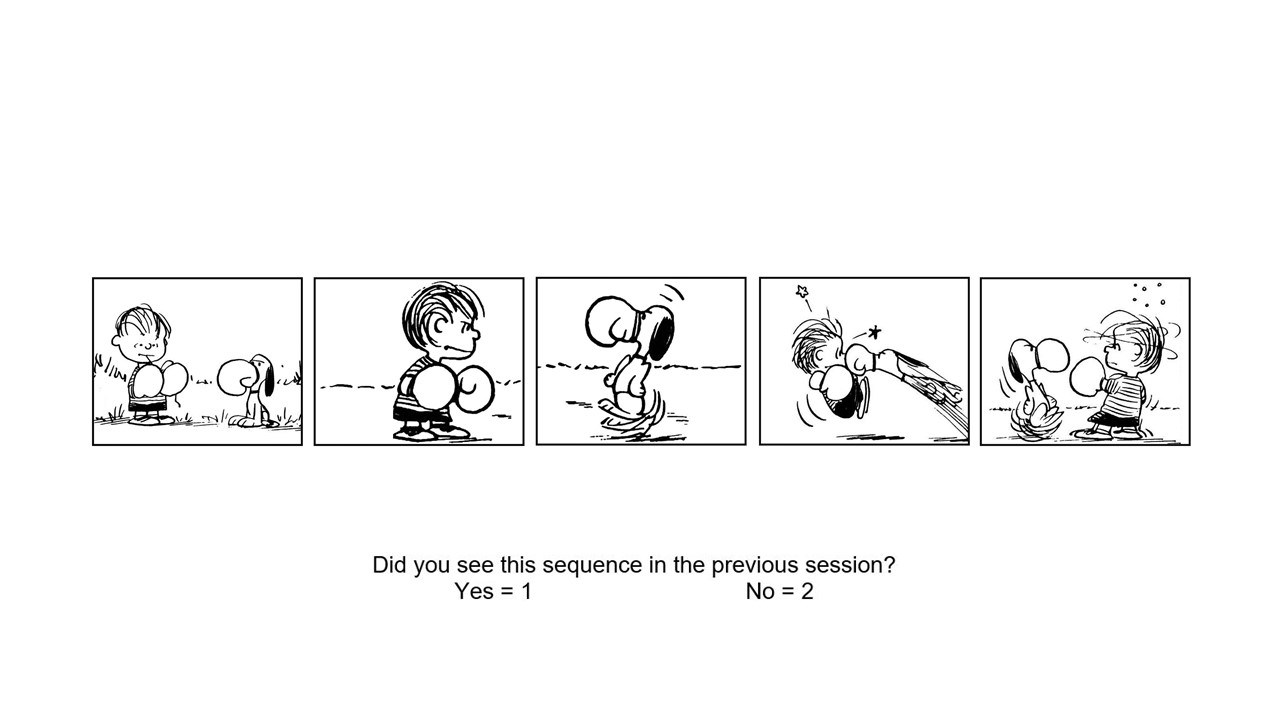 Did you see this sequence in the previous session?
Yes = 1 No = 2